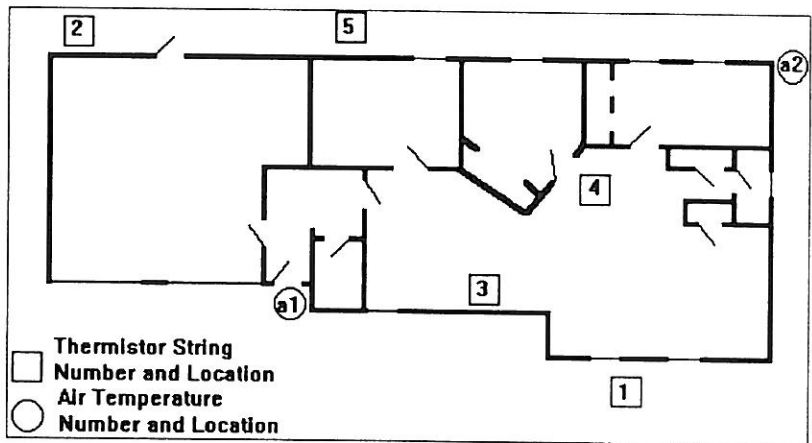 2
5
a2
4
3
a1
1
Thermistor String
Number and Location
Air Temperature
Number and Location